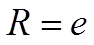 R = e